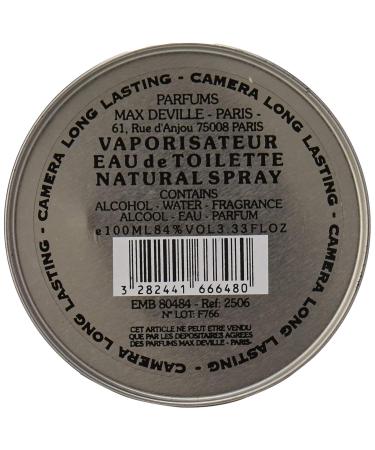 CAMERA LONG LASTING - CAMERA LONG LASTING - CAMERA LONG LASTING - CAMERA LONG LASTING -
PARFUMS
MAX DEVILLE - PARIS -
61, Rue d'Anjou 75008 PARIS
VAPORISATEUR
EAU de TOILETTE
NATURAL SPRAY
CONTAINS
ALCOHOL - WATER - FRAGRANCE
ALCOOL - EAU - PARFUM
e 100ML 84% VOL 3.33FLOZ
3 282441 666480
EMB 80484 - Ref: 2506
N° LOT: F766
CET ARTICLE NE PEUT ÊTRE VENDU
QUE PAR LES DEPOSITAIRES AGREES
DES PARFUMS MAX DEVILLE - PARIS-